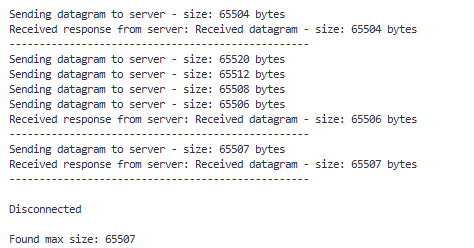 Sending datagram to server - size: 65504 bytes
Received response from server: Received datagram - size: 65504 bytes
--------------------------------------------------
Sending datagram to server - size: 65520 bytes
Sending datagram to server - size: 65512 bytes
Sending datagram to server - size: 65508 bytes
Sending datagram to server - size: 65506 bytes
Received response from server: Received datagram - size: 65506 bytes
--------------------------------------------------
Sending datagram to server - size: 65507 bytes
Received response from server: Received datagram - size: 65507 bytes
--------------------------------------------------
Disconnected
Found max size: 65507